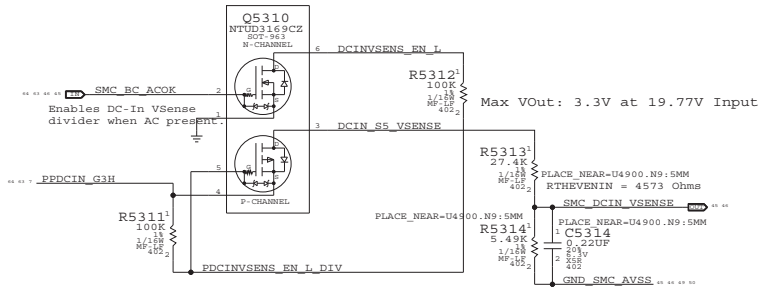 Q5310
NTUD3169CZ
SOT-963
N-CHANNEL
6 DCINVSENS_EN_L
R5312
1
100K
1%
1/16W
MF-LF
402
2
Max VOut: 3.3V at 19.77V Input
IN SMC_BC_ACOK 2
D
G
S
Enables DC-In VSense
divider when AC present.
1
3 DCIN_S5_VSENSE
R5313
1
27.4K
1%
1/16W
MF-LF
402
2
PLACE_NEAR=U4900.N9:5MM
RTHEVENIN = 4573 Ohms
5
G
D
S
PPDCIN_G3H
4
P-CHANNEL
SMC_DCIN_VSENSE OUT
R5311
1
100K
1%
1/16W
MF-LF
402
2
PLACE_NEAR=U4900.N9:5MM
R5314
1
5.49K
1%
1/16W
MF-LF
402
2
PLACE_NEAR=U4900.N9:5MM
C5314
1
0.22UF
20%
6.3V
X5R
402
2
PDCINVSENS_EN_L_DIV
GND_SMC_AVSS